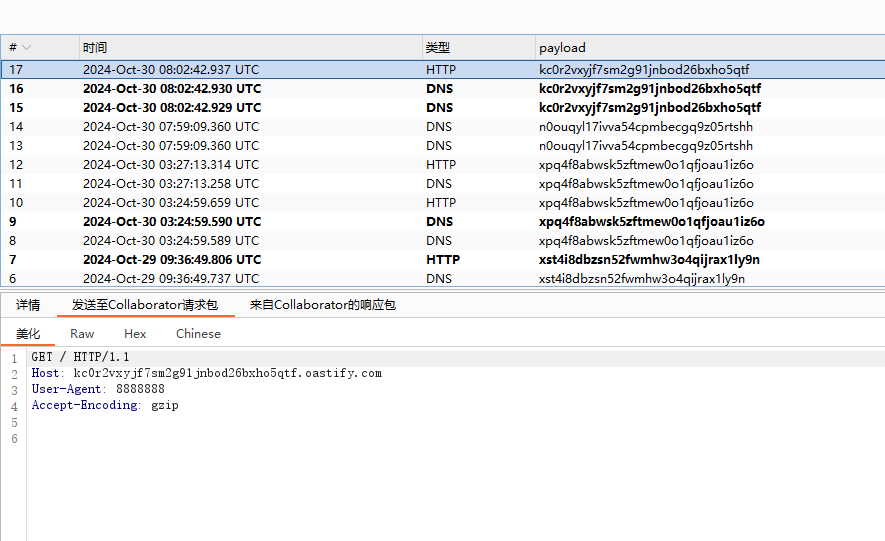 # 时间 类型 payload
17 2024-Oct-30 08:02:42.937 UTC HTTP kc0r2vxyjf7sm2g91jnbod26bxho5qtf
16 2024-Oct-30 08:02:42.930 UTC DNS kc0r2vxyjf7sm2g91jnbod26bxho5qtf
15 2024-Oct-30 08:02:42.929 UTC DNS kc0r2vxyjf7sm2g91jnbod26bxho5qtf
14 2024-Oct-30 07:59:09.360 UTC DNS n0ouqyl17ivva54cpmbecgq9z05rtshh
13 2024-Oct-30 07:59:09.360 UTC DNS n0ouqyl17ivva54cpmbecgq9z05rtshh
12 2024-Oct-30 03:27:13.314 UTC HTTP xpq4f8abwsk5zftmew0o1qfjoau1iz6o
11 2024-Oct-30 03:27:13.258 UTC DNS xpq4f8abwsk5zftmew0o1qfjoau1iz6o
10 2024-Oct-30 03:24:59.659 UTC HTTP xpq4f8abwsk5zftmew0o1qfjoau1iz6o
9 2024-Oct-30 03:24:59.590 UTC DNS xpq4f8abwsk5zftmew0o1qfjoau1iz6o
8 2024-Oct-30 03:24:59.589 UTC DNS xpq4f8abwsk5zftmew0o1qfjoau1iz6o
7 2024-Oct-29 09:36:49.806 UTC HTTP xst4i8dbzsn52fwmhw3o4qijrax1ly9n
6 2024-Oct-29 09:36:49.737 UTC DNS xst4i8dbzsn52fwmhw3o4qijrax1ly9n
详情 发送至Collaborator请求包 来自Collaborator的响应包
美化 Raw Hex Chinese
1 GET / HTTP/1.1
2 Host: kc0r2vxyjf7sm2g91jnbod26bxho5qtf.oastify.com
3 User-Agent: 8888888
4 Accept-Encoding: gzip
5
6